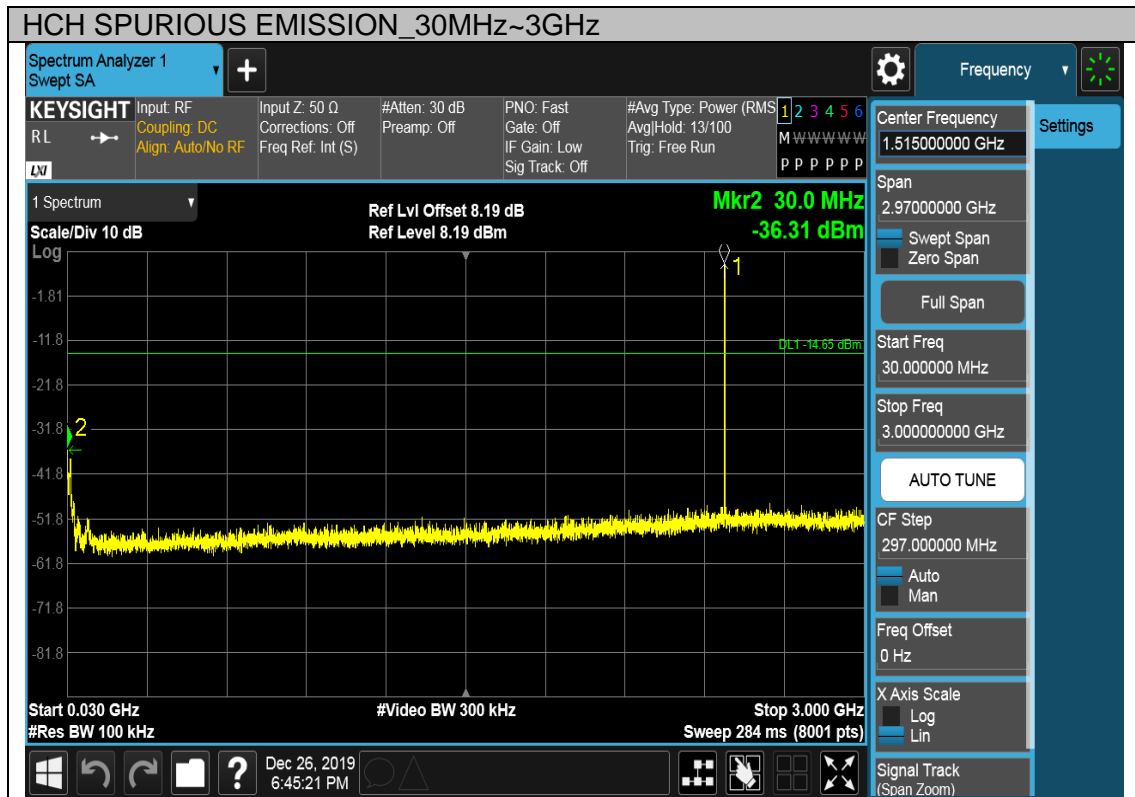 HCH SPURIOUS EMISSION_30MHz~3GHz
Spectrum Analyzer 1
Swept SA
Frequency
KEYSIGHT
RL
LXI
Input: RF
Coupling: DC
Align: Auto/No RF
Input Z: 50 Ω
Corrections: Off
Freq Ref: Int (S)
#Atten: 30 dB
Preamp: Off
PNO: Fast
Gate: Off
IF Gain: Low
Sig Track: Off
#Avg Type: Power (RMS
Avg|Hold: 13/100
Trig: Free Run
1 2 3 4 5 6
M W W W W W
P P P P P P
1 Spectrum
Scale/Div 10 dB
Log
Ref Lvl Offset 8.19 dB
Ref Level 8.19 dBm
Mkr2 30.0 MHz
-36.31 dBm
1
-1.81
-11.8
DL1 -14.65 dBm
-21.8
-31.8
2
-41.8
-51.8
-61.8
-71.8
-81.8
Start 0.030 GHz
#Res BW 100 kHz
#Video BW 300 kHz
Stop 3.000 GHz
Sweep 284 ms (8001 pts)
Settings
Center Frequency
1.515000000 GHz
Span
2.97000000 GHz
Swept Span
Zero Span
Full Span
Start Freq
30.000000 MHz
Stop Freq
3.000000000 GHz
AUTO TUNE
CF Step
297.000000 MHz
Auto
Man
Freq Offset
0 Hz
X Axis Scale
Log
Lin
Signal Track
(Span Zoom)
?
Dec 26, 2019
6:45:21 PM